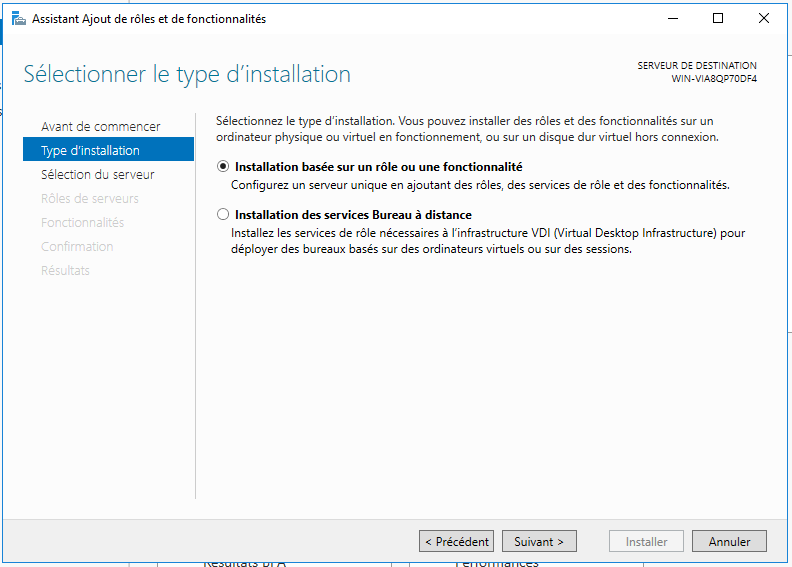 Assistant Ajout de rôles et de fonctionnalités
Sélectionner le type d’installation
SERVEUR DE DESTINATION
WIN-VIA8QP70DF4
Avant de commencer
Type d'installation
Sélection du serveur
Rôles de serveurs
Fonctionnalités
Confirmation
Résultats
Sélectionnez le type d’installation. Vous pouvez installer des rôles et des fonctionnalités sur un
ordinateur physique ou virtuel en fonctionnement, ou sur un disque dur virtuel hors connexion.
Installation basée sur un rôle ou une fonctionnalité
Configurez un serveur unique en ajoutant des rôles, des services de rôle et des fonctionnalités.
Installation des services Bureau à distance
Installez les services de rôle nécessaires à l’infrastructure VDI (Virtual Desktop Infrastructure) pour
déployer des bureaux basés sur des ordinateurs virtuels ou sur des sessions.
< Précédent
Suivant >
Installer
Annuler
Résultats BPA
Performances